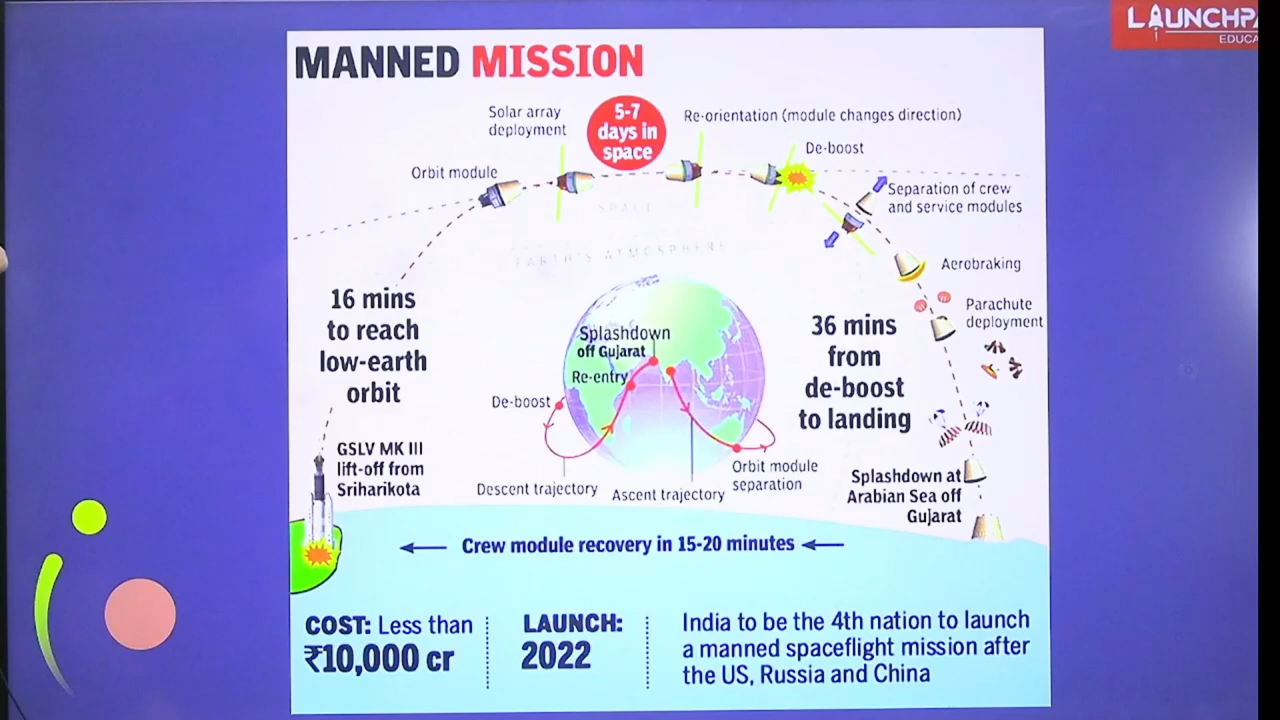 LAUNCHPA
EDUCA
MANNED MISSION
Solar array
deployment
5-7
days in
space
Re-orientation (module changes direction)
De-boost
Orbit module
Separation of crew
and service modules
SPACE
EARTH'S ATMOSPHERE
Aerobraking
Parachute
deployment
16 mins
to reach
low-earth
orbit
36 mins
from
de-boost
to landing
Splashdown
off Gujarat
Re-entry
De-boost
GSLV MK III
lift-off from
Sriharikota
Descent trajectory
Ascent trajectory
Orbit module
separation
Splashdown at
Arabian Sea off
Gujarat
Crew module recovery in 15-20 minutes
COST: Less than
₹10,000 cr
LAUNCH:
2022
India to be the 4th nation to launch
a manned spaceflight mission after
the US, Russia and China